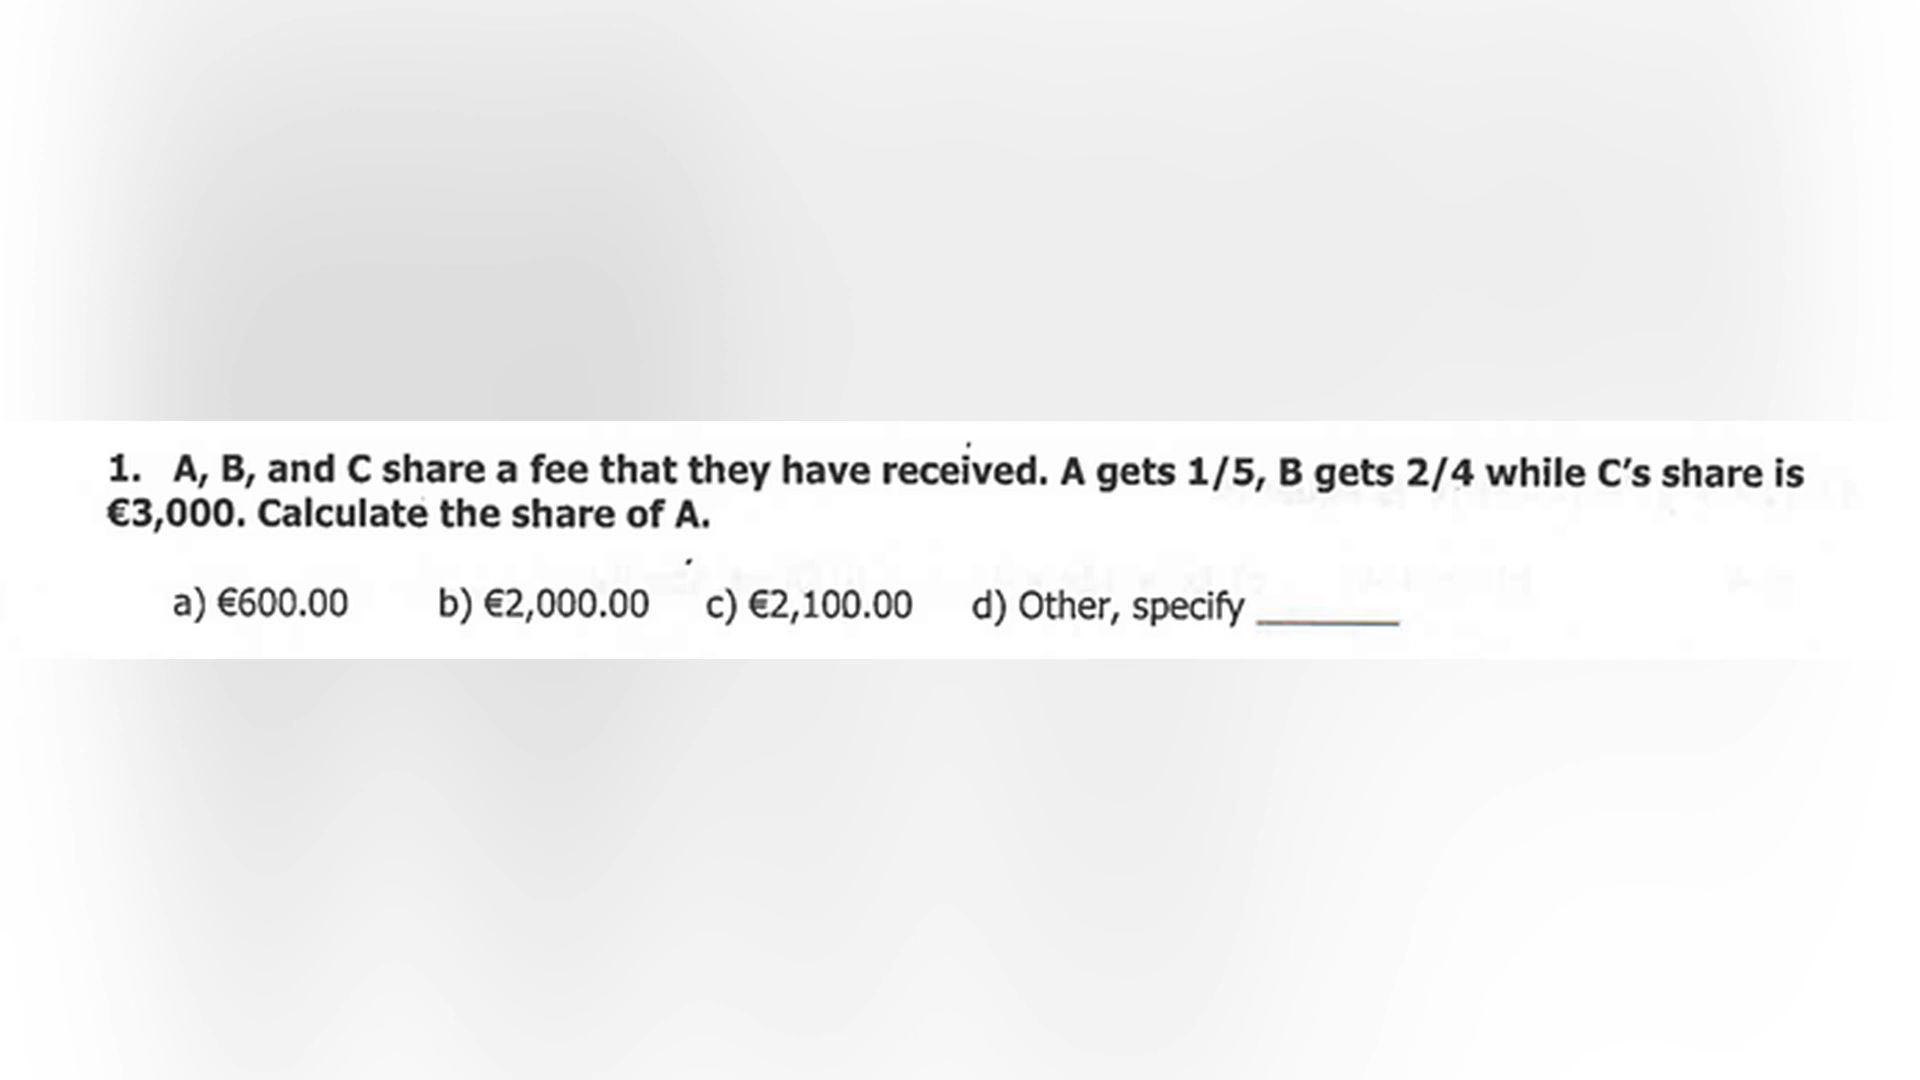 1. A, B, and C share a fee that they have received. A gets 1/5, B gets 2/4 while C's share is
€3,000. Calculate the share of A.
a) €600.00 b) €2,000.00 c) €2,100.00 d) Other, specify ______